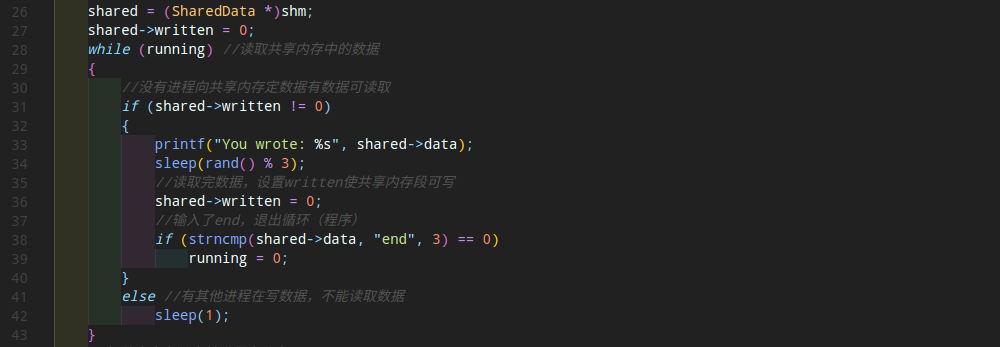 26 shared = (SharedData *)shm;
27 shared->written = 0;
28 while (running) //读取共享内存中的数据
29 {
30 //没有进程向共享内存定数据有数据可读取
31 if (shared->written != 0)
32 {
33 printf("You wrote: %s", shared->data);
34 sleep(rand() % 3);
35 //读取完数据，设置written使共享内存段可写
36 shared->written = 0;
37 //输入了end，退出循环（程序）
38 if (strncmp(shared->data, "end", 3) == 0)
39 running = 0;
40 }
41 else //有其他进程在写数据，不能读取数据
42 sleep(1);
43 }